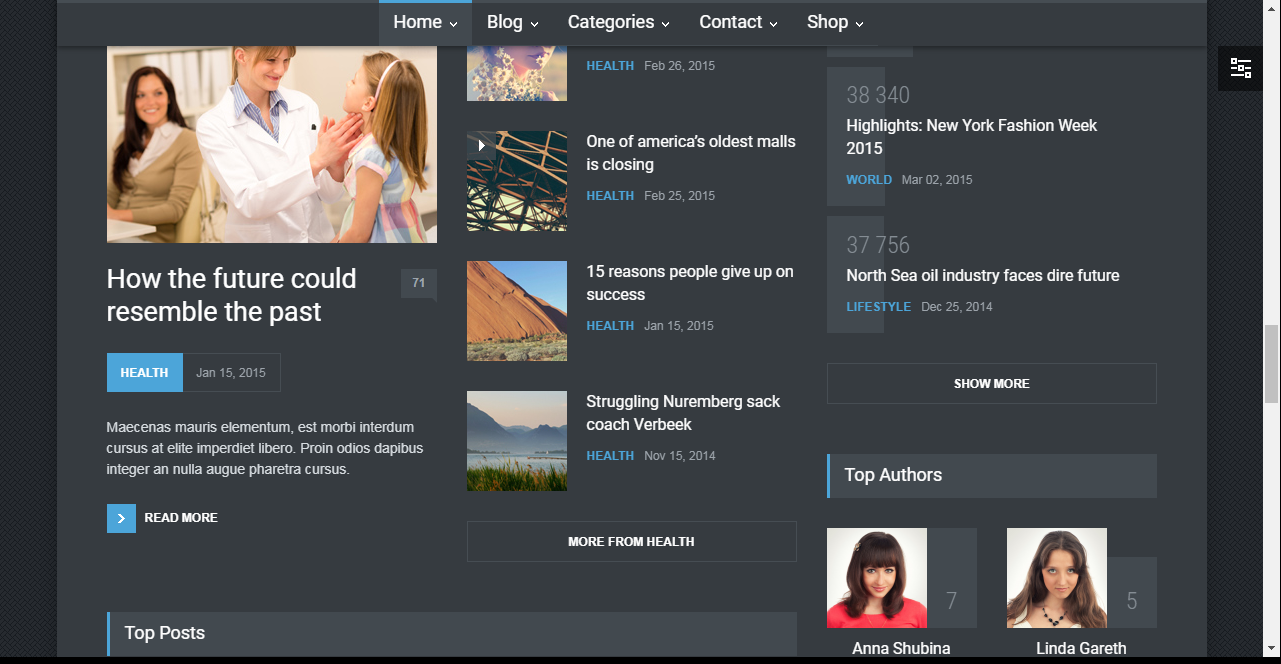 Home
Blog
Categories
Contact
Shop
How the future could
resemble the past
71
HEALTH
Jan 15, 2015
Maecenas mauris elementum, est morbi interdum
cursus at elite imperdiet libero. Proin odios dapibus
integer an nulla augue pharetra cursus.
READ MORE
HEALTH Feb 26, 2015
One of america's oldest malls
is closing
HEALTH Feb 25, 2015
15 reasons people give up on
success
HEALTH Jan 15, 2015
Struggling Nuremberg sack
coach Verbeek
HEALTH Nov 15, 2014
MORE FROM HEALTH
Top Posts
38 340
Highlights: New York Fashion Week
2015
WORLD Mar 02, 2015
37 756
North Sea oil industry faces dire future
LIFESTYLE Dec 25, 2014
SHOW MORE
Top Authors
7
Anna Shubina
5
Linda Gareth